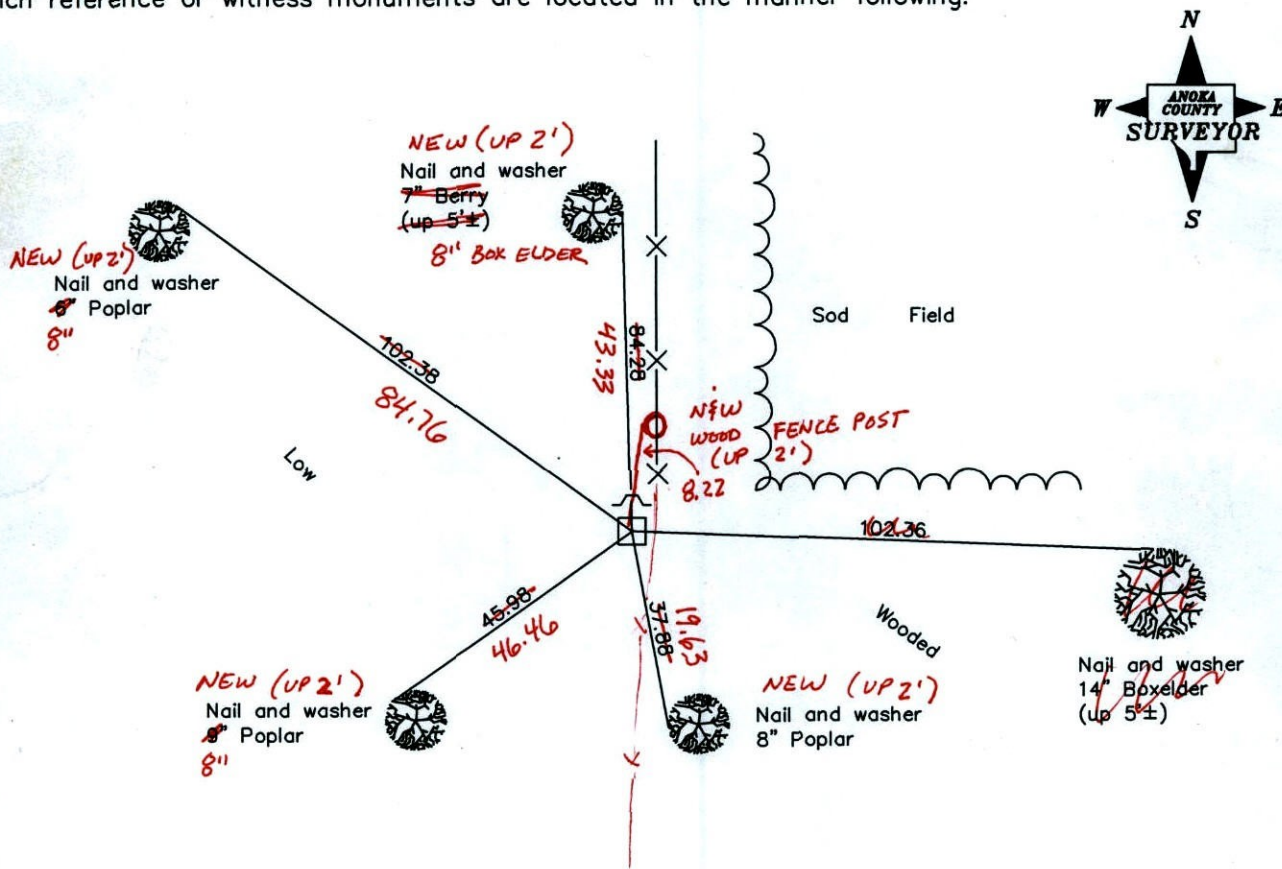 ch reference or witness monuments are located in the manner following:
N
W
ANOKA
COUNTY
SURVEYOR
E
S
NEW (UP 2')
Nail and washer
7" Berry
(up 5'±)
8" BOX ELDER
NEW (UP 2')
Nail and washer
6" Poplar
8"
Sod Field
102.38
84.76
84.28
43.33
NEW
WOOD FENCE POST
(UP 2')
8.22
Low
102.36
45.98
46.46
37.88
19.63
Wooded
NEW (UP 2')
Nail and washer
9" Poplar
8"
NEW (UP 2')
Nail and washer
8" Poplar
Nail and washer
14" Boxelder
(up 5'±)